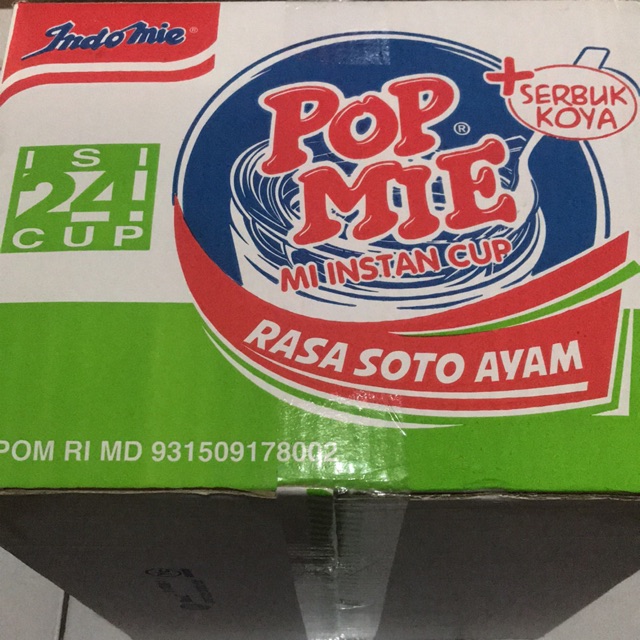 Indomie®
POP MIE®
MI INSTAN CUP
+ SERBUK KOYA
ISI
24
CUP
RASA SOTO AYAM
POM RI MD 931509178002